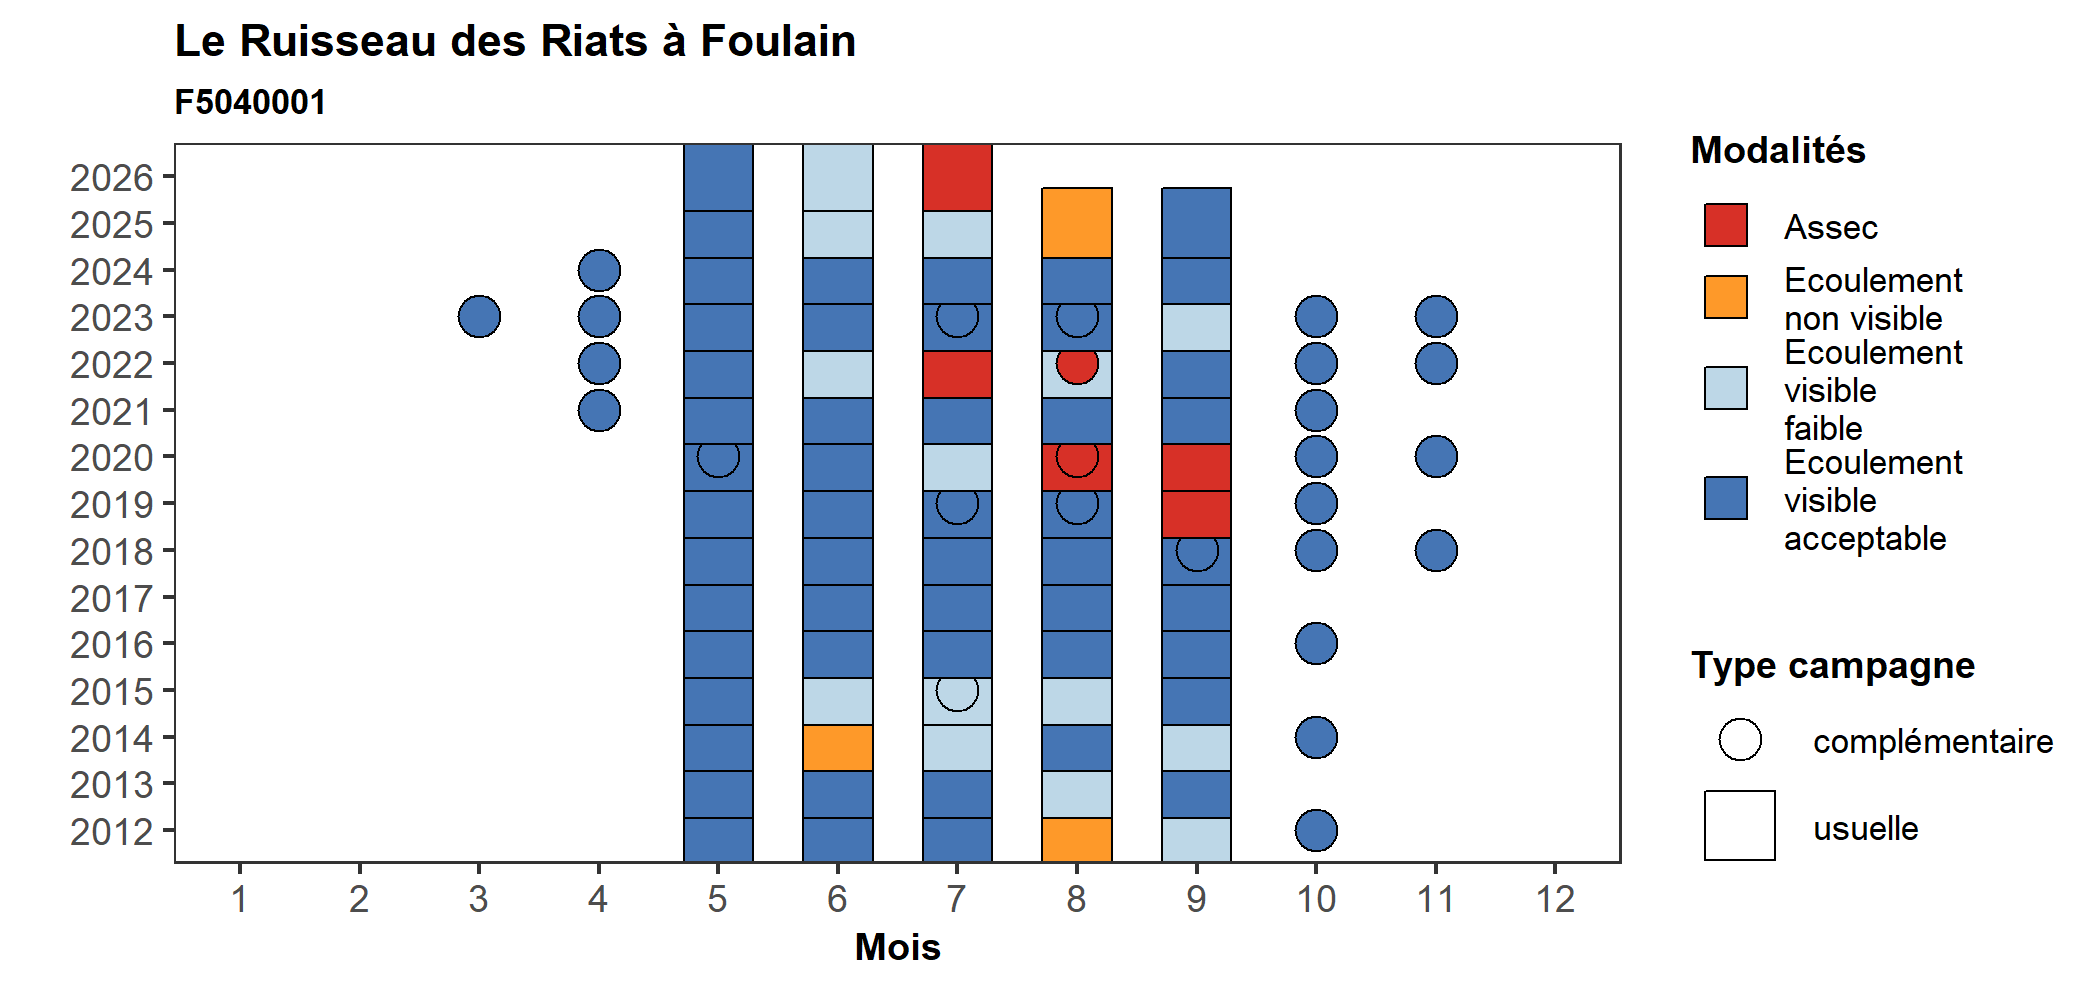 Le Ruisseau des Riats à Foulain
F5040001
2026
2025
2024
2023
2022
2021
2020
2019
2018
2017
2016
2015
2014
2013
2012
1 2 3 4 5 6 7 8 9 10 11 12
Mois
Modalités
Assec
Ecoulement
non visible
Ecoulement
visible
faible
Ecoulement
visible
acceptable
Type campagne
complémentaire
usuelle